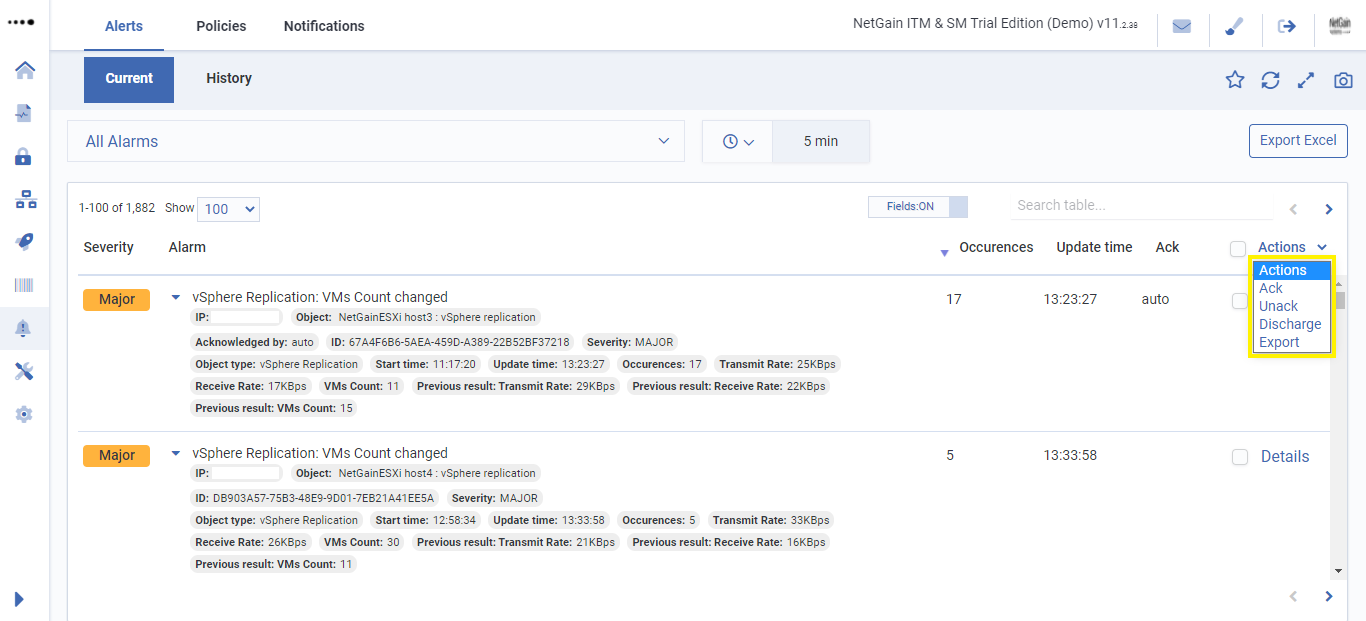 Alerts Policies Notifications NetGain ITM & SM Trial Edition (Demo) v11.2.38 NetGain
Current History
All Alarms 5 min Export Excel
1-100 of 1,882 Show 100 Fields:ON Search table...
Severity Alarm Occurences Update time Ack Actions
Actions
Ack
Unack
Discharge
Export
Major vSphere Replication: VMs Count changed 17 13:23:27 auto
IP: Object: NetGainESXi host3 : vSphere replication
Acknowledged by: auto ID: 67A4F6B6-5AEA-459D-A389-22B52BF37218 Severity: MAJOR
Object type: vSphere Replication Start time: 11:17:20 Update time: 13:23:27 Occurences: 17 Transmit Rate: 25KBps
Receive Rate: 17KBps VMs Count: 11 Previous result: Transmit Rate: 29KBps Previous result: Receive Rate: 22KBps
Previous result: VMs Count: 15
Major vSphere Replication: VMs Count changed 5 13:33:58 Details
IP: Object: NetGainESXi host4 : vSphere replication
ID: DB903A57-75B3-48E9-9D01-7EB21A41EE5A Severity: MAJOR
Object type: vSphere Replication Start time: 12:58:34 Update time: 13:33:58 Occurences: 5 Transmit Rate: 33KBps
Receive Rate: 26KBps VMs Count: 30 Previous result: Transmit Rate: 21KBps Previous result: Receive Rate: 16KBps
Previous result: VMs Count: 11